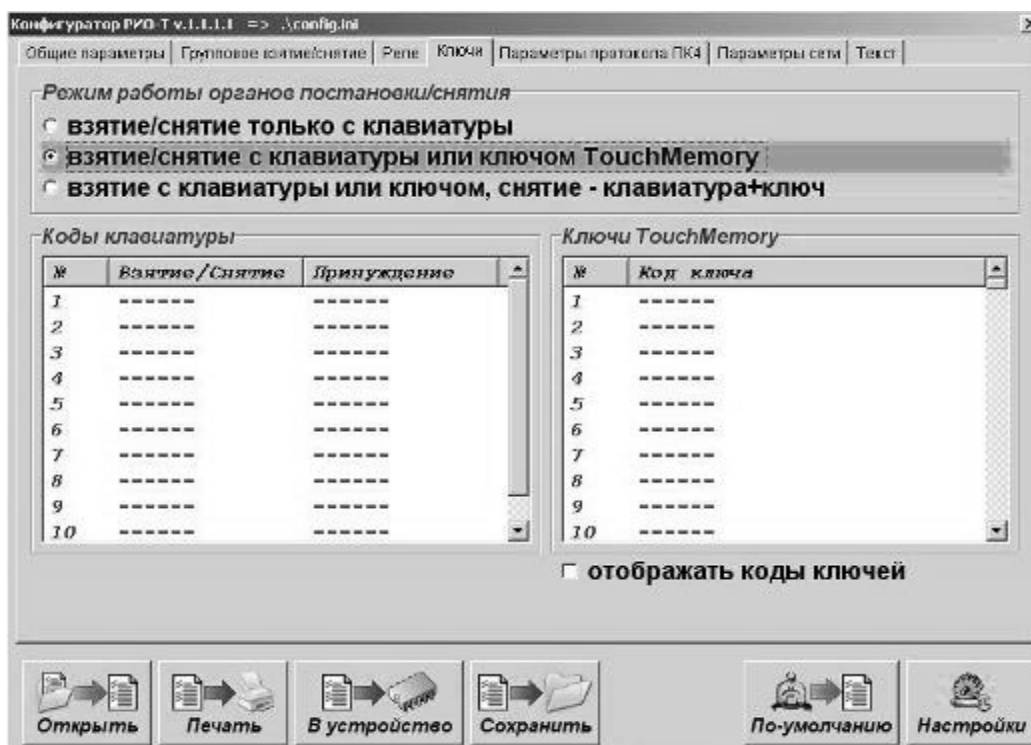 Конфигуратор РИО-Т v.1.1.1.1 => .\config.ini
Общие параметры Групповое взятие/снятие Реле Ключи Параметры протокола ПК4 Параметры сети Текст
Режим работы органов постановки/снятия
взятие/снятие только с клавиатуры
взятие/снятие с клавиатуры или ключом TouchMemory
взятие с клавиатуры или ключом, снятие - клавиатура+ключ
Коды клавиатуры Ключи TouchMemory
№ Взятие/Снятие Принуждение № Код ключа
1 ------ ------ 1 ------
2 ------ ------ 2 ------
3 ------ ------ 3 ------
4 ------ ------ 4 ------
5 ------ ------ 5 ------
6 ------ ------ 6 ------
7 ------ ------ 7 ------
8 ------ ------ 8 ------
9 ------ ------ 9 ------
10 ------ ------ 10 ------
отображать коды ключей
Открыть Печать В устройство Сохранить По-умолчанию Настройки